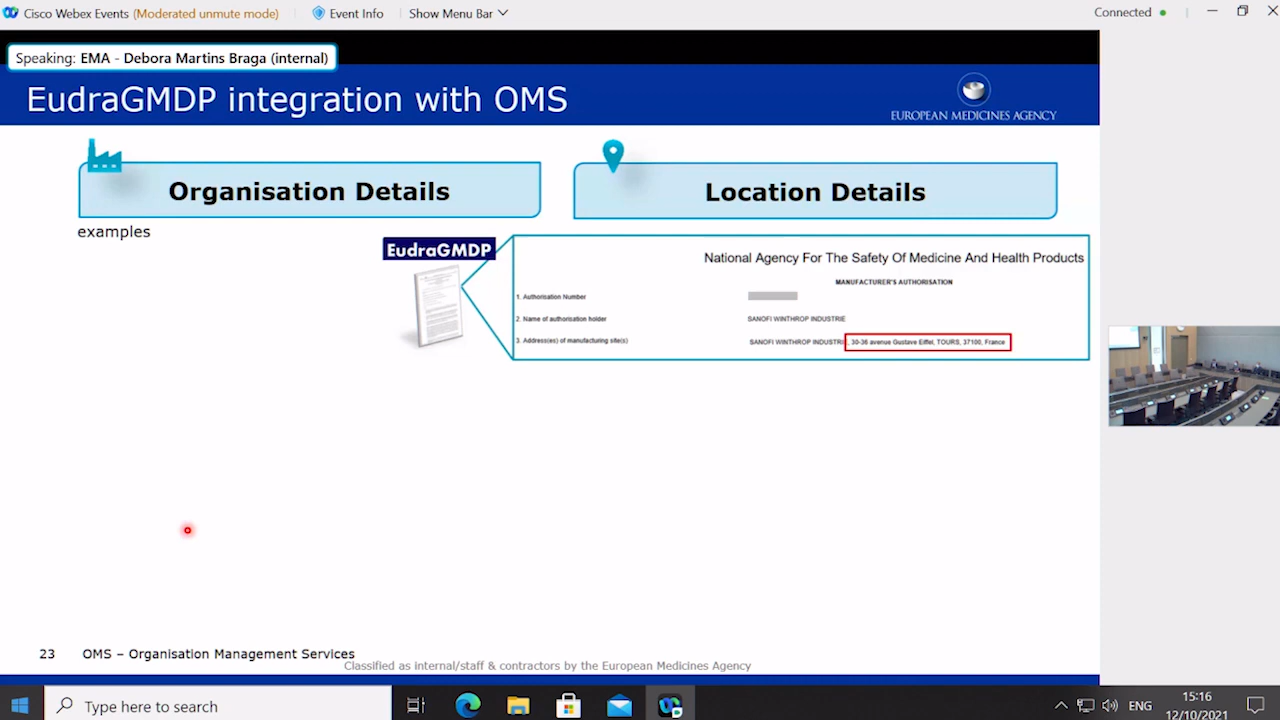 Cisco Webex Events (Moderated unmute mode) Event Info Show Menu Bar Connected
Speaking: EMA - Debora Martins Braga (internal)
EudraGMDP integration with OMS
EUROPEAN MEDICINES AGENCY
Organisation Details
Location Details
examples
EudraGMDP
National Agency For The Safety Of Medicine And Health Products
MANUFACTURER'S AUTHORISATION
1. Authorisation Number
2. Name of authorisation holder SANOFI WINTHROP INDUSTRIE
3. Address(es) of manufacturing site(s) SANOFI WINTHROP INDUSTRIE, 30-36 avenue Gustave Eiffel, TOURS, 37100, France
23 OMS – Organisation Management Services
Classified as internal/staff & contractors by the European Medicines Agency
Type here to search
ENG
15:16
12/10/2021